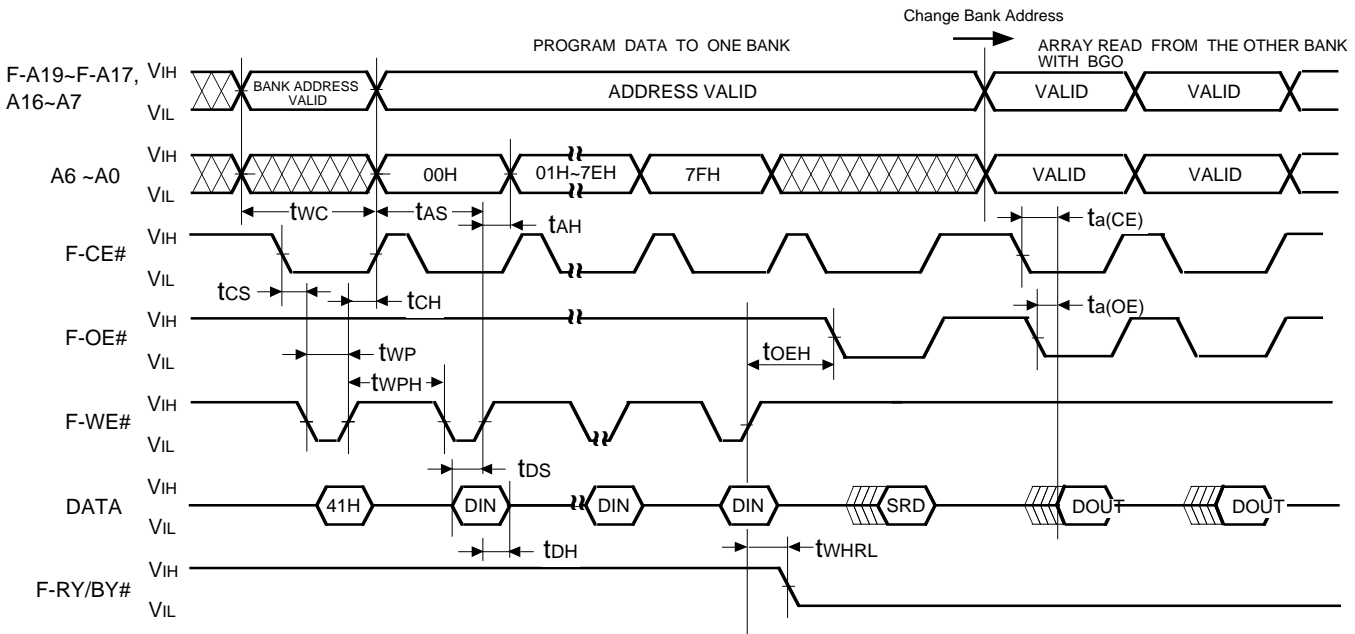 Change Bank Address
PROGRAM DATA TO ONE BANK
ARRAY READ FROM THE OTHER BANK
WITH BGO
F-A19~F-A17,
A16~A7
VIH
VIL
BANK ADDRESS
VALID
ADDRESS VALID
VALID
VALID
A6 ~A0
VIH
VIL
00H
01H~7EH
7FH
VALID
VALID
tWC
tAS
tAH
ta(CE)
F-CE#
VIH
VIL
tCS
tCH
ta(OE)
F-OE#
VIH
VIL
tWP
tOEH
tWPH
F-WE#
VIH
VIL
tDS
DATA
VIH
VIL
41H
DIN
DIN
DIN
SRD
DOUT
DOUT
tDH
tWHRL
F-RY/BY#
VIH
VIL